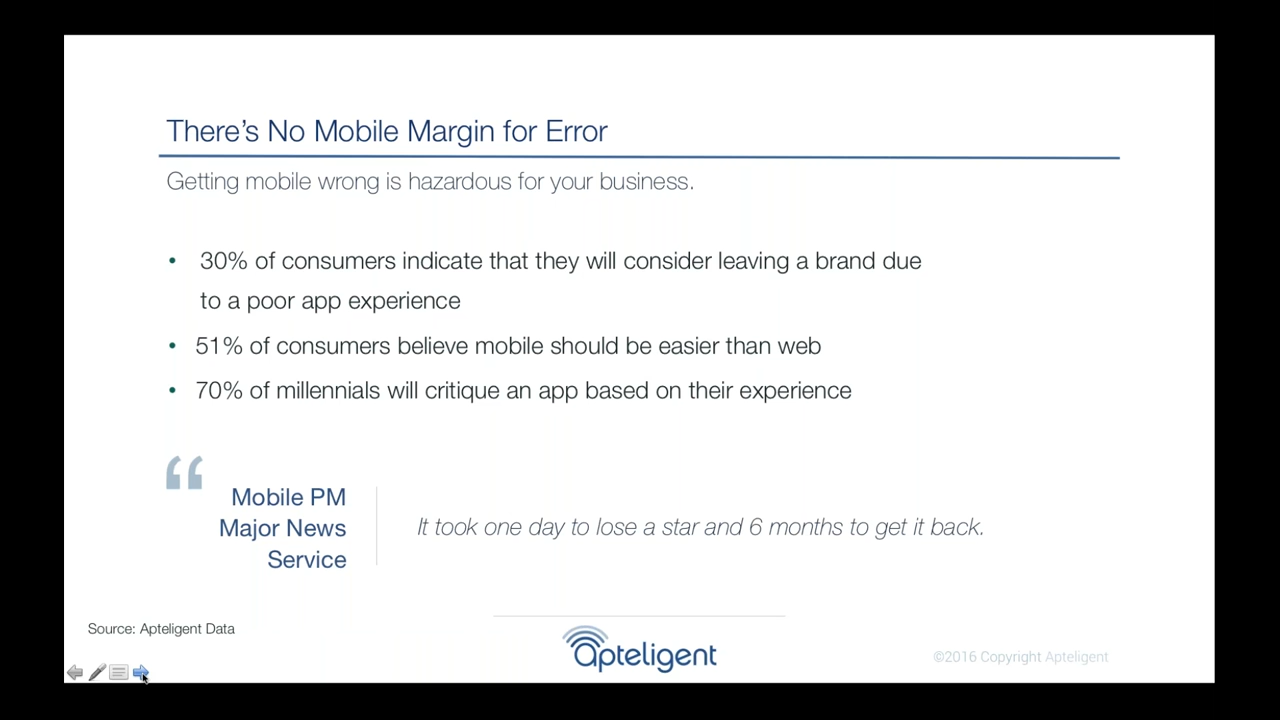 There's No Mobile Margin for Error
Getting mobile wrong is hazardous for your business.
• 30% of consumers indicate that they will consider leaving a brand due
to a poor app experience
• 51% of consumers believe mobile should be easier than web
• 70% of millennials will critique an app based on their experience
“
Mobile PM
Major News
Service
It took one day to lose a star and 6 months to get it back.
Source: Apteligent Data
apteligent
©2016 Copyright Apteligent